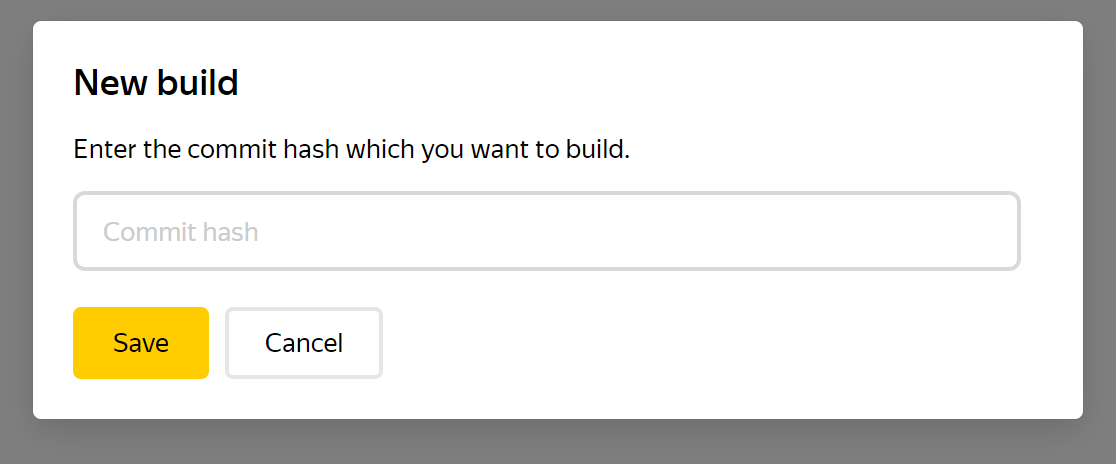 New build
Enter the commit hash which you want to build.
Commit hash
Save
Cancel